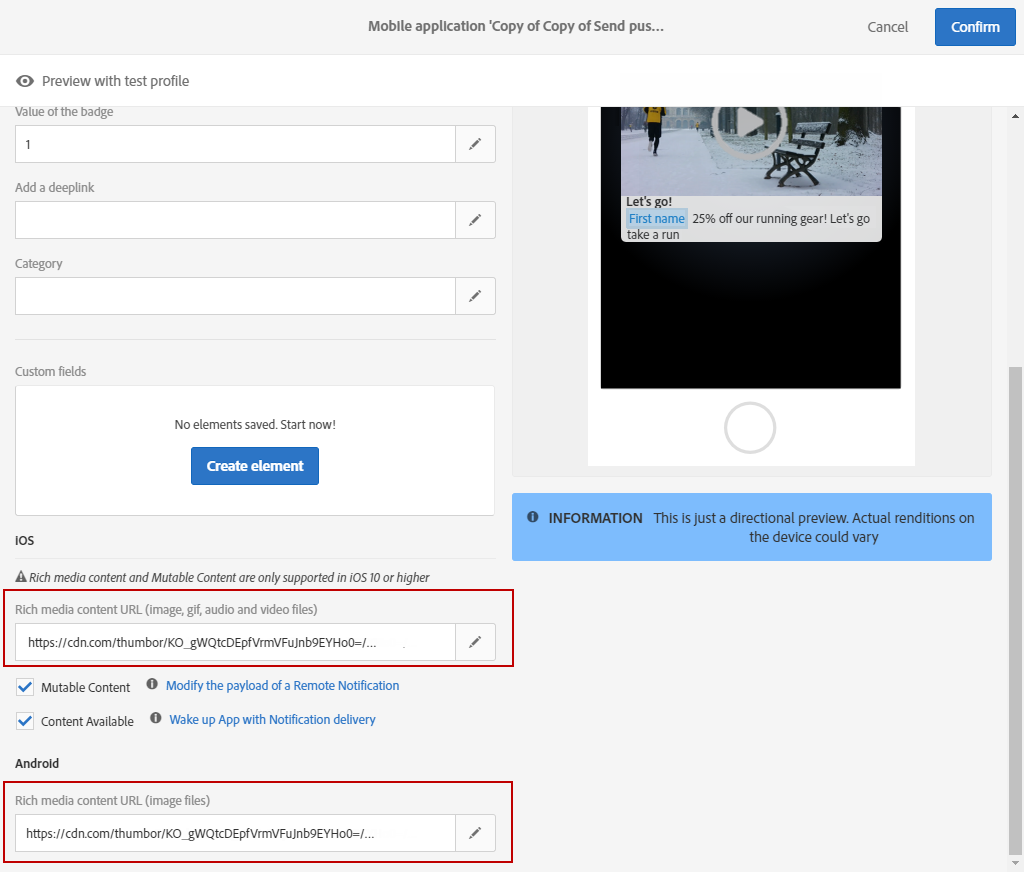 Mobile application 'Copy of Copy of Send pus...
Cancel
Confirm
Preview with test profile
Value of the badge
1
Add a deeplink
Category
Custom fields
No elements saved. Start now!
Create element
IOS
Rich media content and Mutable Content are only supported in iOS 10 or higher
Rich media content URL (image, gif, audio and video files)
https://cdn.com/thumbor/KO_gWQtcDEpfVrmVFuJnb9EYHo0=/...
Mutable Content
Modify the payload of a Remote Notification
Content Available
Wake up App with Notification delivery
Android
Rich media content URL (image files)
https://cdn.com/thumbor/KO_gWQtcDEpfVrmVFuJnb9EYHo0=/...
Let's go!
First name 25% off our running gear! Let's go
take a run
INFORMATION This is just a directional preview. Actual renditions on
the device could vary